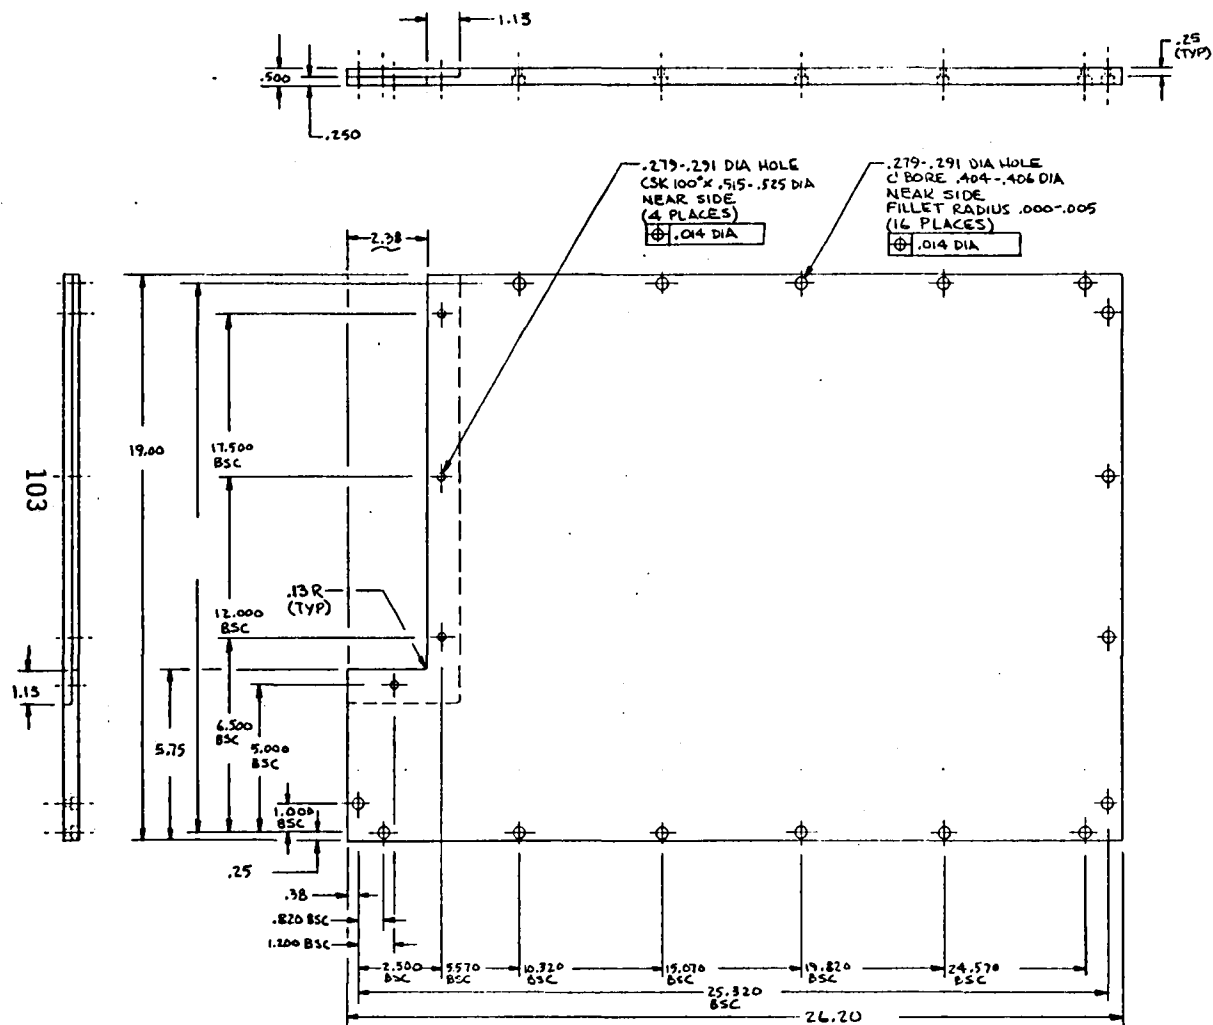 1.13
.500
.250
.25
(TYP)
.279-.291 DIA HOLE
CSK 100° X .515-.525 DIA
NEAR SIDE
(4 PLACES)
⌖ .014 DIA
.279-.291 DIA HOLE
C'BORE .404-.406 DIA
NEAR SIDE
FILLET RADIUS .000-.005
(16 PLACES)
⌖ .014 DIA
2.38
19.00
17.500
BSC
103
.13 R
(TYP)
12.000
BSC
1.13
5.75
6.500
BSC
5.000
BSC
1.000
BSC
.25
.38
.820 BSC
1.200 BSC
2.500
BSC
5.570
BSC
10.320
BSC
15.070
BSC
19.820
BSC
24.570
BSC
25.320
BSC
26.20